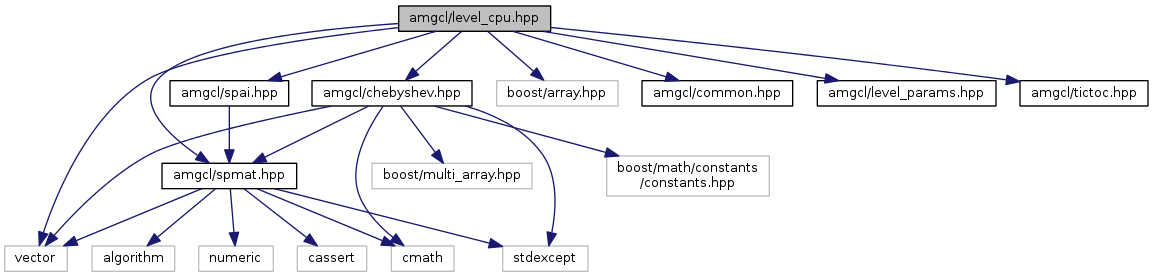 amgcl/level_cpu.hpp
amgcl/spai.hpp
amgcl/chebyshev.hpp
boost/array.hpp
amgcl/common.hpp
amgcl/level_params.hpp
amgcl/tictoc.hpp
amgcl/spmat.hpp
boost/multi_array.hpp
boost/math/constants
/constants.hpp
vector
algorithm
numeric
cassert
cmath
stdexcept